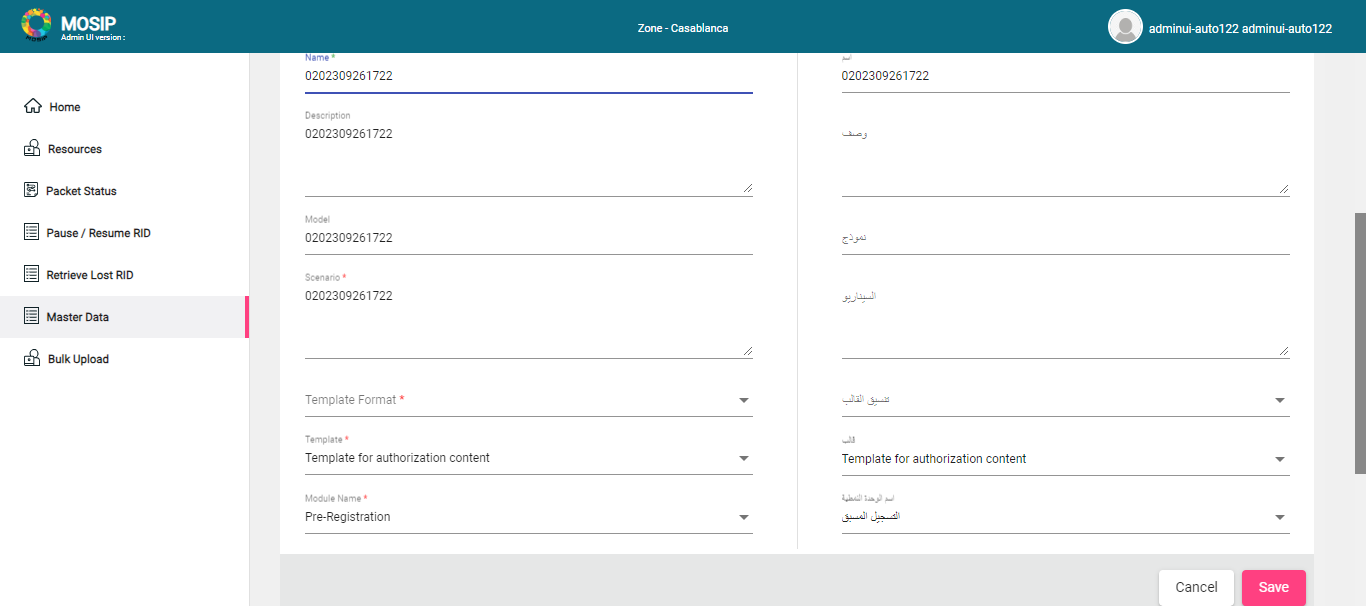 MOSIP
Admin UI version :
Zone - Casablanca
adminui-auto122 adminui-auto122
Home
Resources
Packet Status
Pause / Resume RID
Retrieve Lost RID
Master Data
Bulk Upload
Name *
0202309261722
Description
0202309261722
Model
0202309261722
Scenario *
0202309261722
Template Format *
Template *
Template for authorization content
Module Name *
Pre-Registration
اسم
0202309261722
وصف
نموذج
السيناريو
تنسيق القالب
قالب
Template for authorization content
اسم الوحدة النمطية
التسجيل المسبق
Cancel
Save